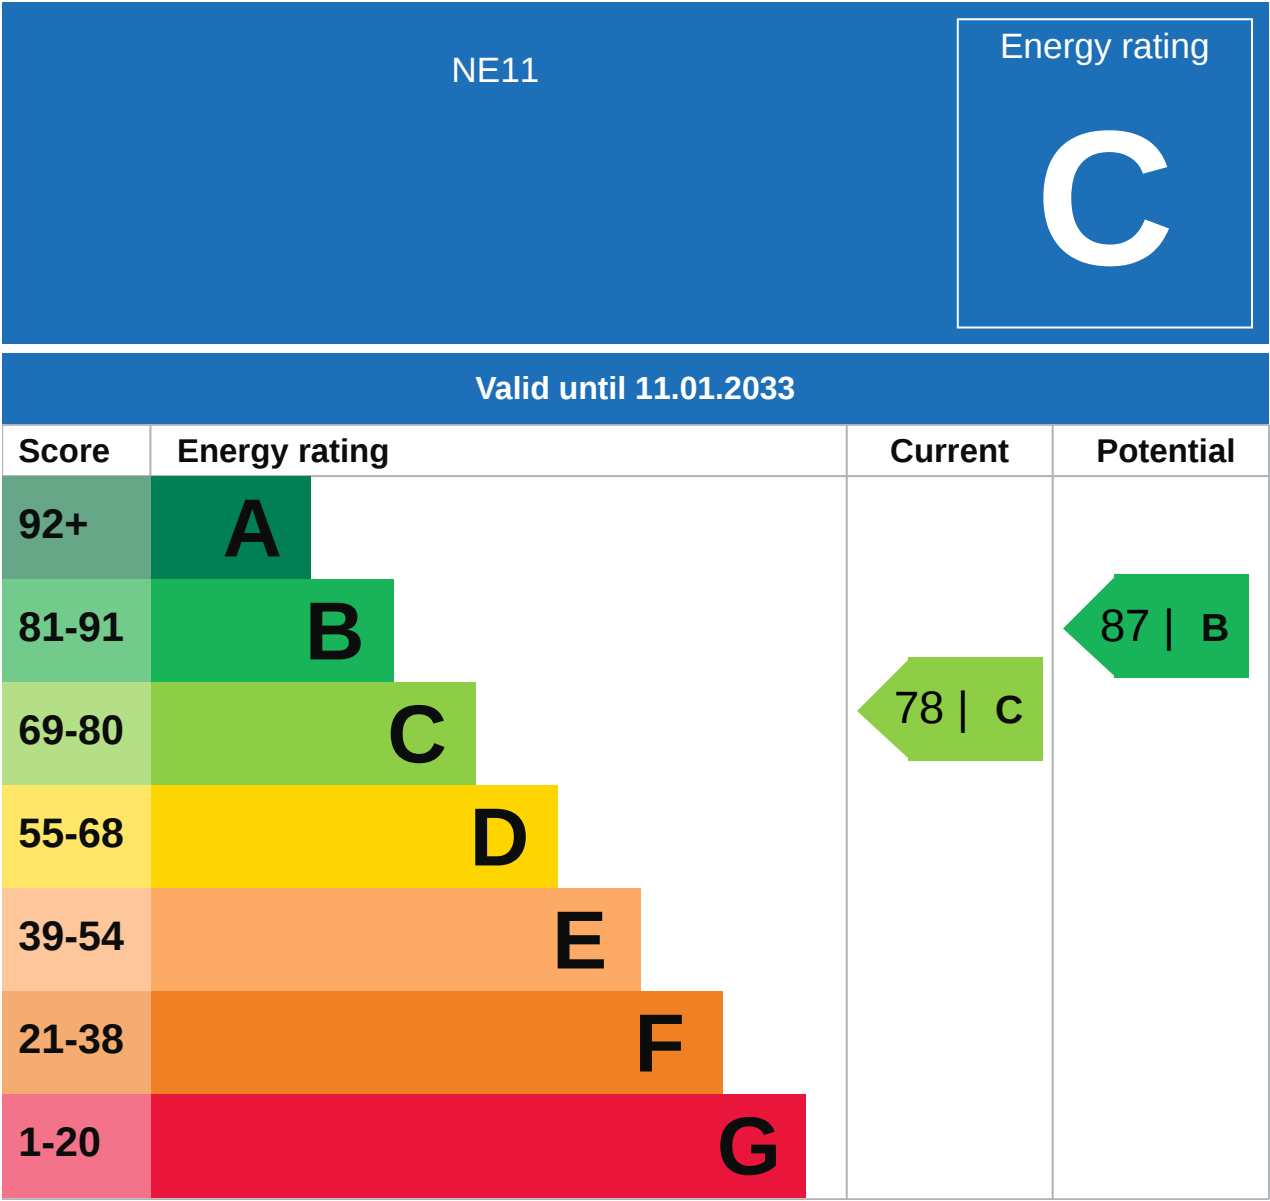 NE11
Energy rating
C
Valid until 11.01.2033
Score Energy rating Current Potential
92+ A
81-91 B 87 | B
69-80 C 78 | C
55-68 D
39-54 E
21-38 F
1-20 G